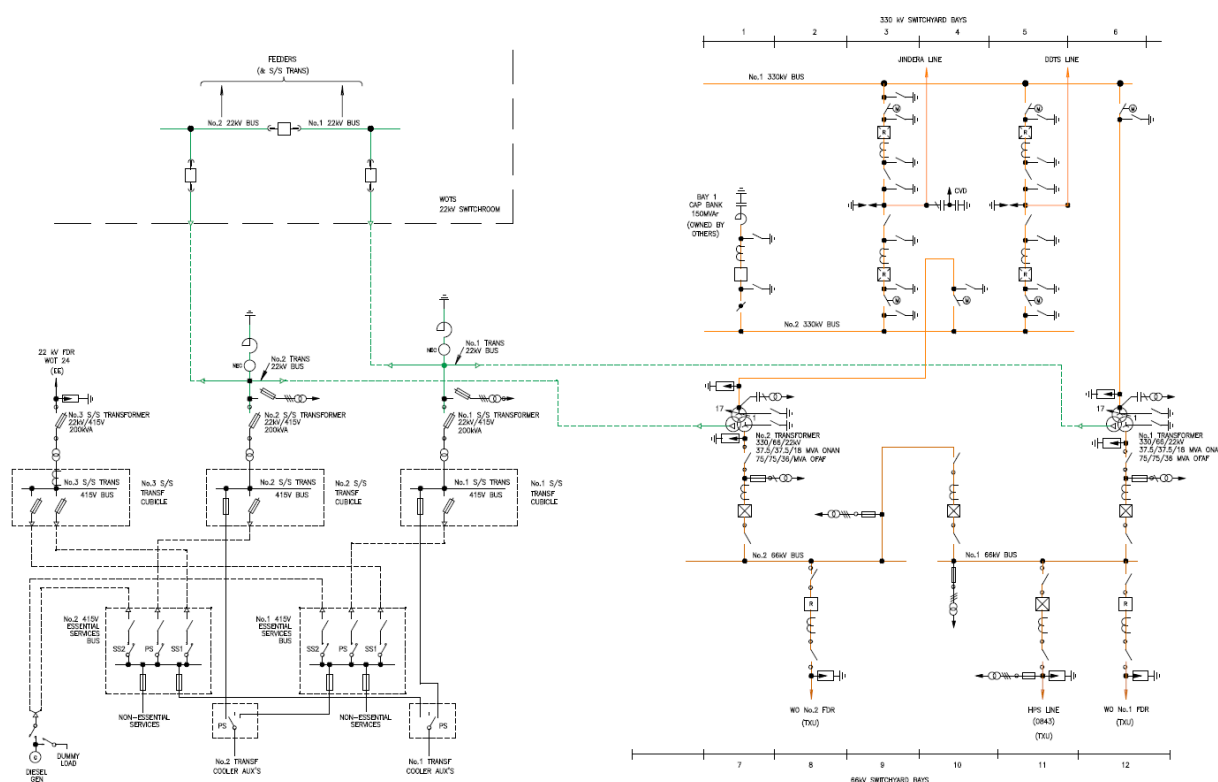 330 kV SWITCHYARD BAYS
1 2 3 4 5 6
JINDERA LINE
DDTS LINE
FEEDERS
(& S/S TRANS)
No.1 330kV BUS
M
M
M
No.2 22kV BUS
No.1 22kV BUS
R
R
WOTS
22kV SWITCHROOM
BAY 1
CAP BANK
150MVAr
(OWNED BY
OTHERS)
CVD
R
R
M
M
M
No.2 330kV BUS
22 kV FDR
WOT 24
(EE)
NEC
No.2 TRANS
22kV BUS
NEC
No.1 TRANS
22kV BUS
No.3 S/S TRANSFORMER
22kV/415V
200kVA
No.2 S/S TRANSFORMER
22kV/415V
200kVA
No.1 S/S TRANSFORMER
22kV/415V
200kVA
17
1
No.2 TRANSFORMER
330/66/22kV
37.5/37.5/18 MVA ONAN
75/75/36/MVA OFAF
17
1
No.1 TRANSFORMER
330/66/22kV
37.5/37.5/18 MVA ONAN
75/75/36 MVA OFAF
No.3 S/S TRANS
415V BUS
No.3 S/S
TRANSF
CUBICLE
No.2 S/S TRANS
415V BUS
No.2 S/S
TRANSF
CUBICLE
No.1 S/S TRANS
415V BUS
No.1 S/S
TRANSF
CUBICLE
No.2 66kV BUS
No.1 66kV BUS
No.2 415V
ESSENTIAL
SERVICES
BUS
SS2 PS SS1
No.1 415V
ESSENTIAL
SERVICES
BUS
SS2 PS SS1
R
R
NON-ESSENTIAL
SERVICES
PS
NON-ESSENTIAL
SERVICES
PS
WO No.2 FDR
(TXU)
HPS LINE
(0843)
(TXU)
WO No.1 FDR
(TXU)
G
DIESEL
GEN
DUMMY
LOAD
No.2 TRANSF
COOLER AUX'S
No.1 TRANSF
COOLER AUX'S
7 8 9 10 11 12
66kV SWITCHYARD BAYS